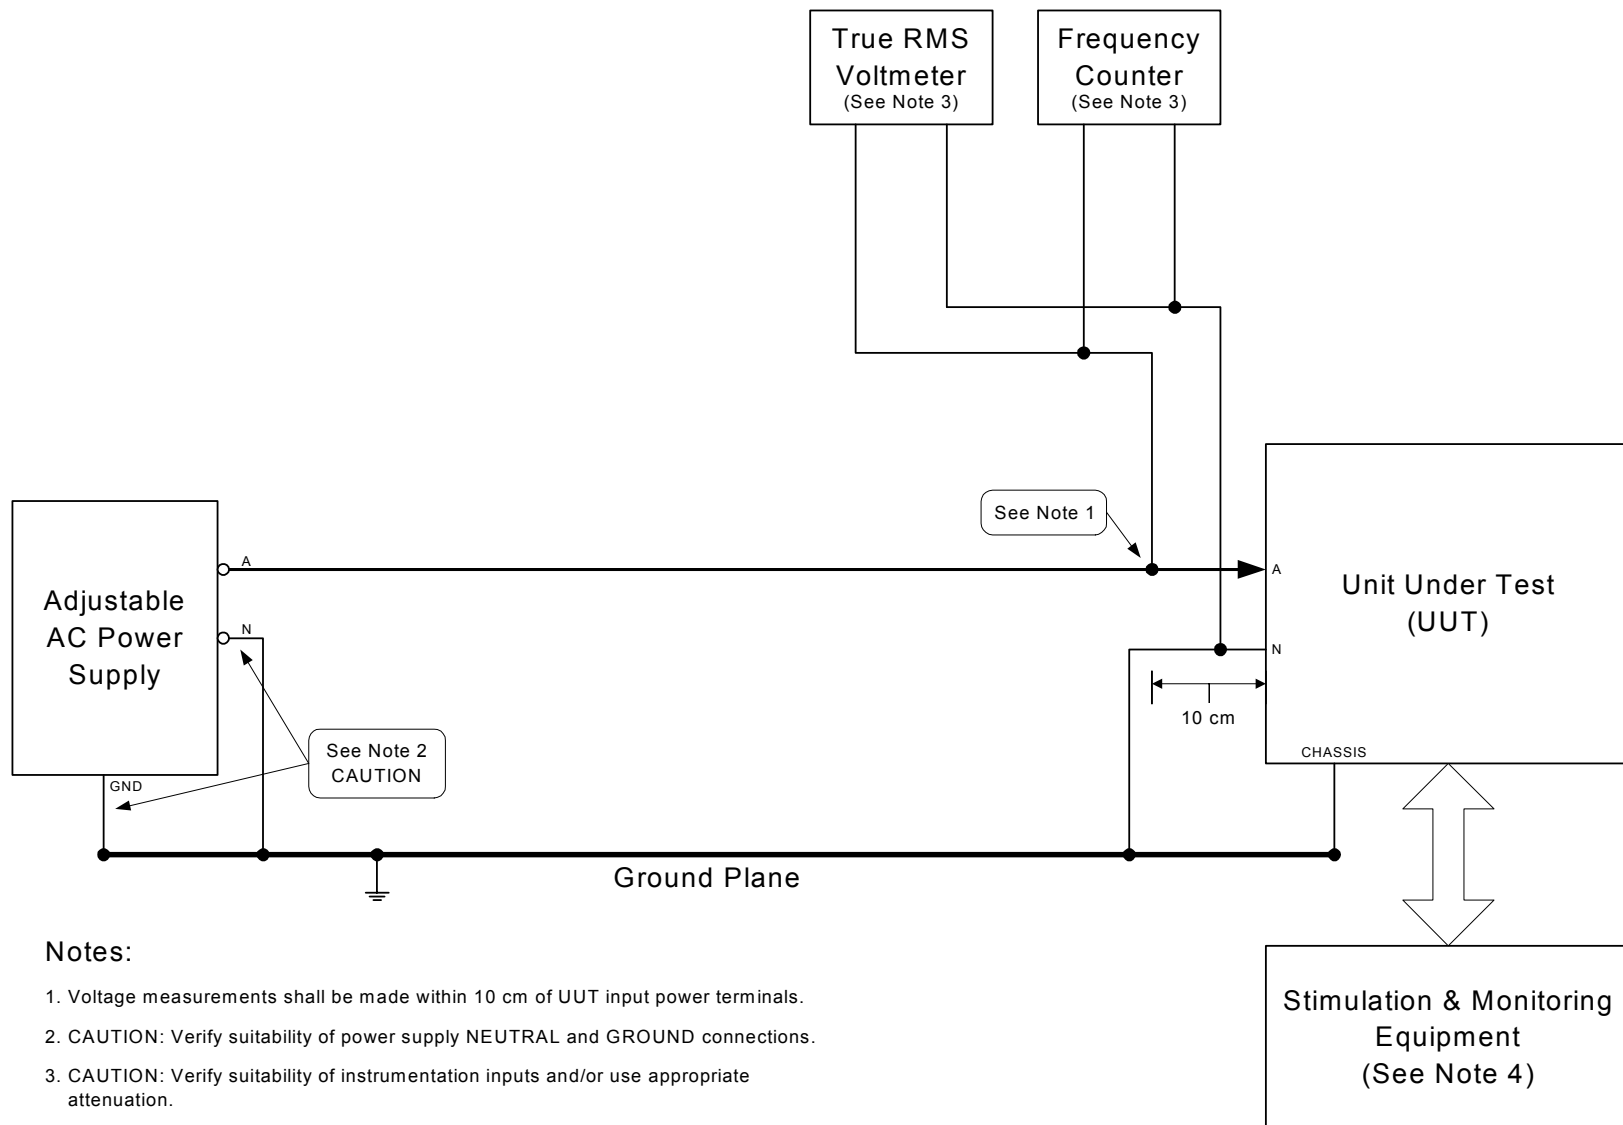 True RMS
Voltmeter
(See Note 3)
Frequency
Counter
(See Note 3)
See Note 1
Adjustable
AC Power
Supply
A
N
GND
See Note 2
CAUTION
A
N
10 cm
CHASSIS
Unit Under Test
(UUT)
Ground Plane
Stimulation & Monitoring
Equipment
(See Note 4)
Notes:
1. Voltage measurements shall be made within 10 cm of UUT input power terminals.
2. CAUTION: Verify suitability of power supply NEUTRAL and GROUND connections.
3. CAUTION: Verify suitability of instrumentation inputs and/or use appropriate
attenuation.